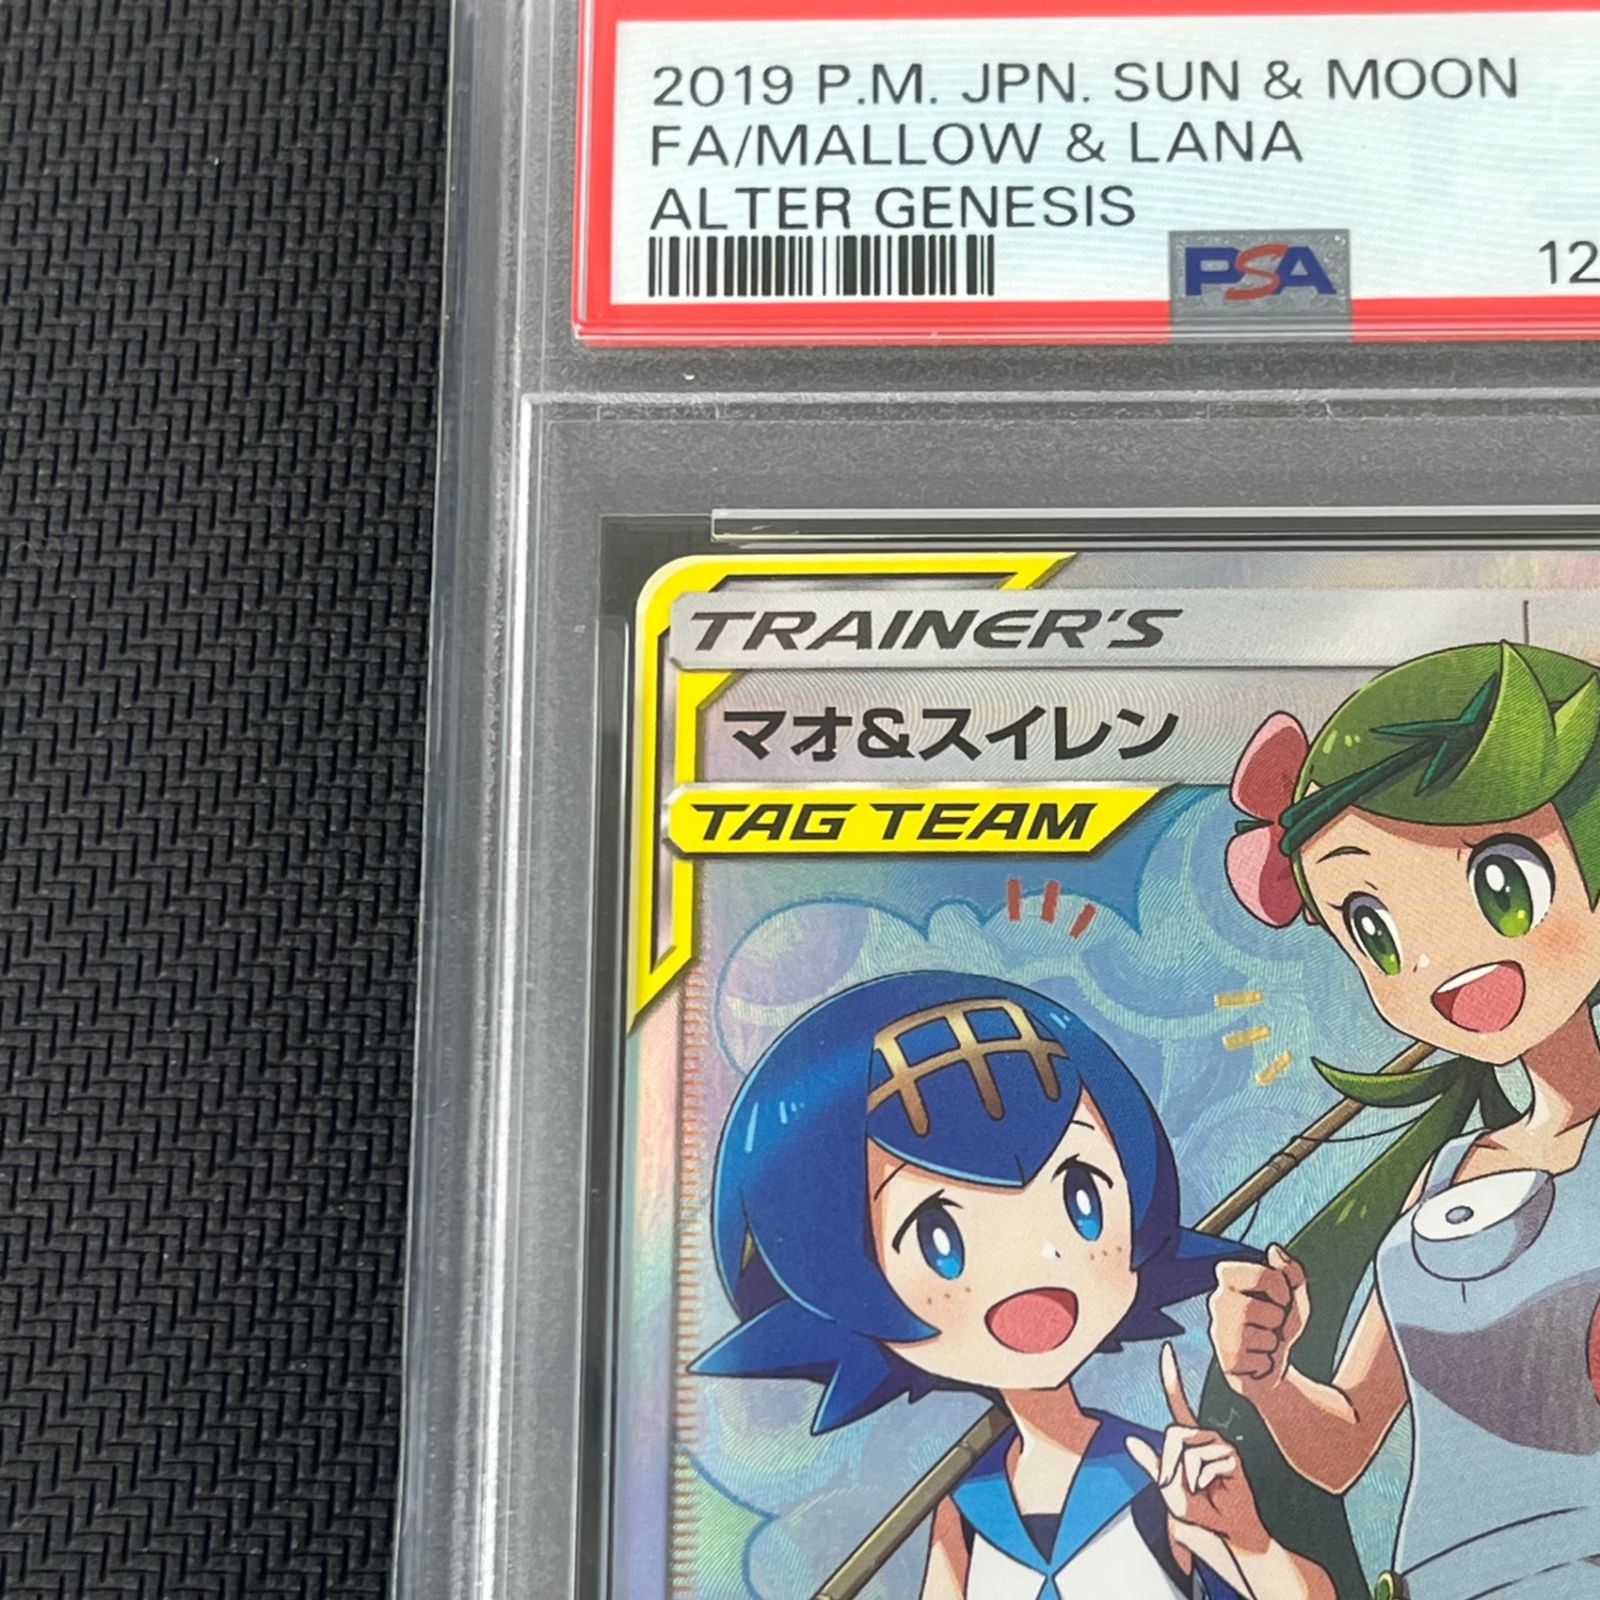 2019 P.M. JPN. SUN & MOON
FA/MALLOW & LANA
ALTER GENESIS
PSA
12
TRAINER'S
マオ&スイレン
TAG TEAM